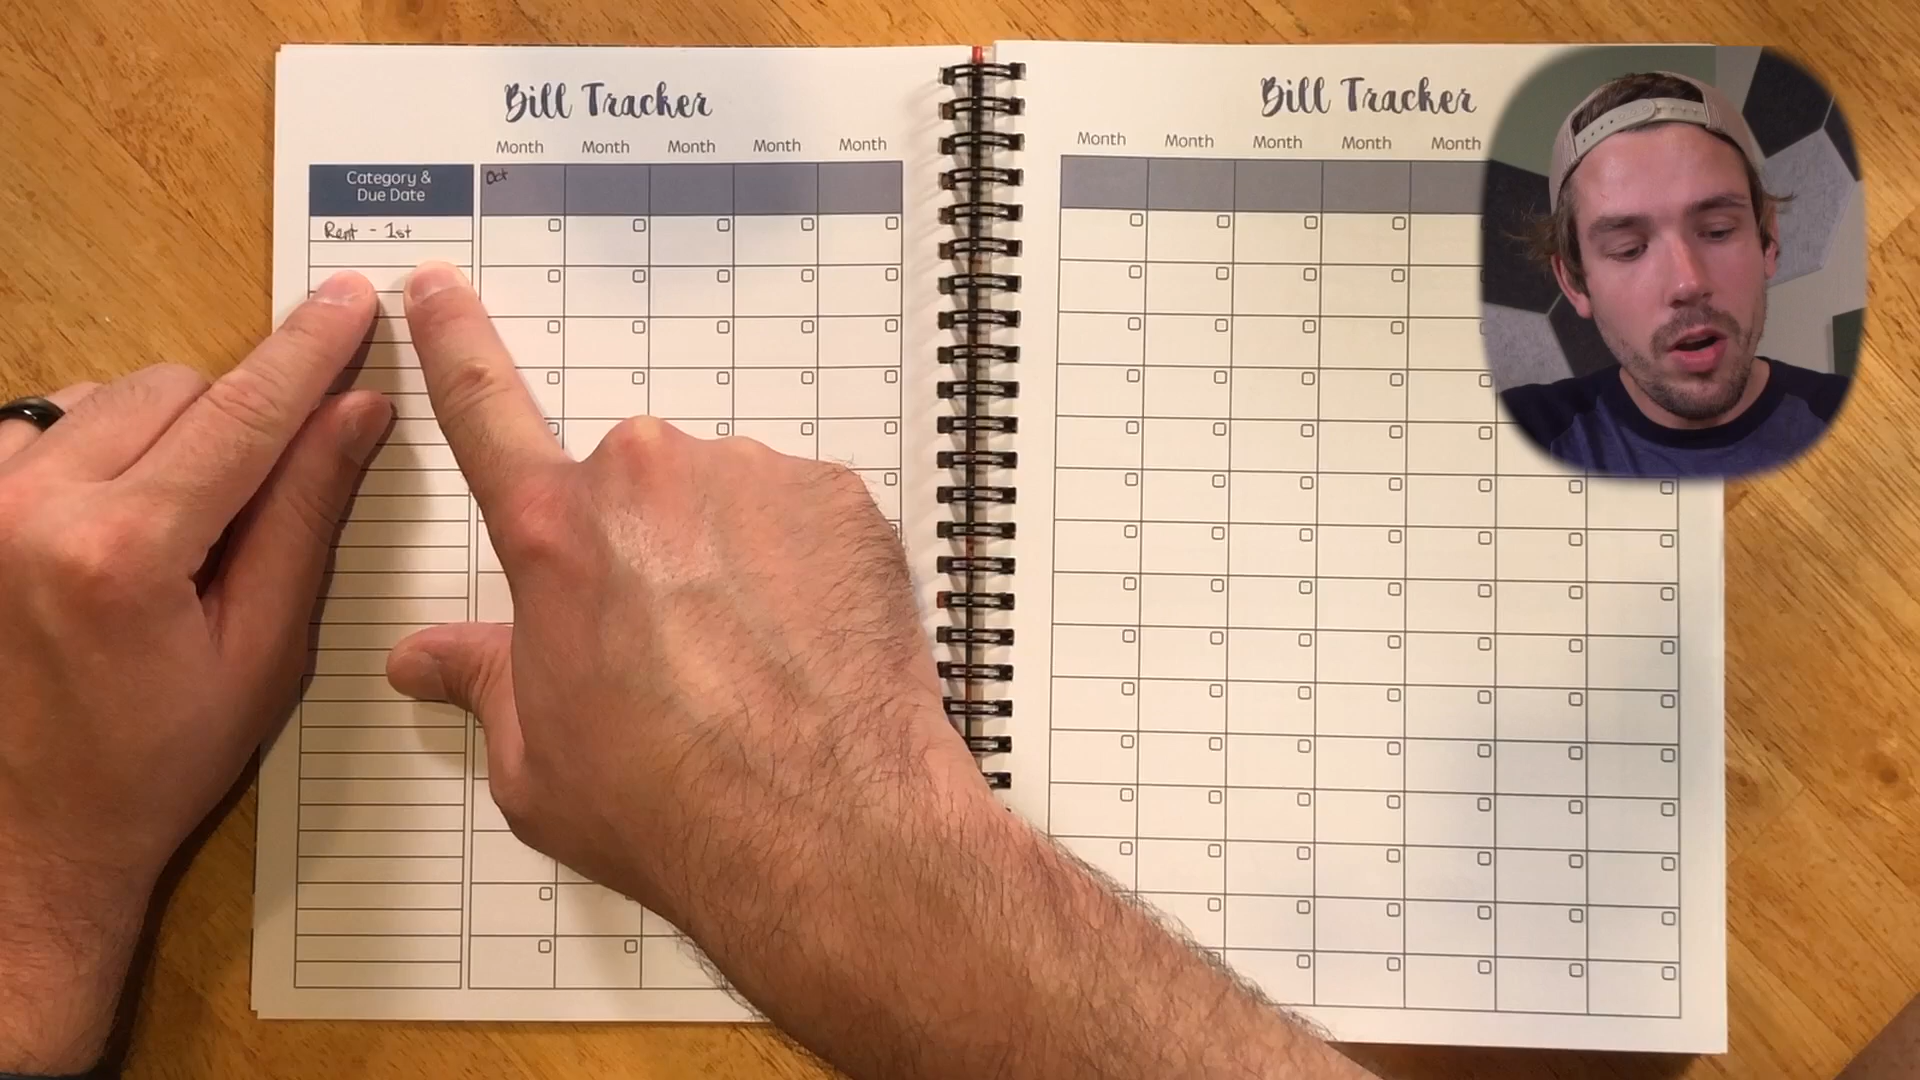 Bill Tracker
Month Month Month Month Month
Category &
Due Date
Oct
Rent - 1st
Bill Tracker
Month Month Month Month Month